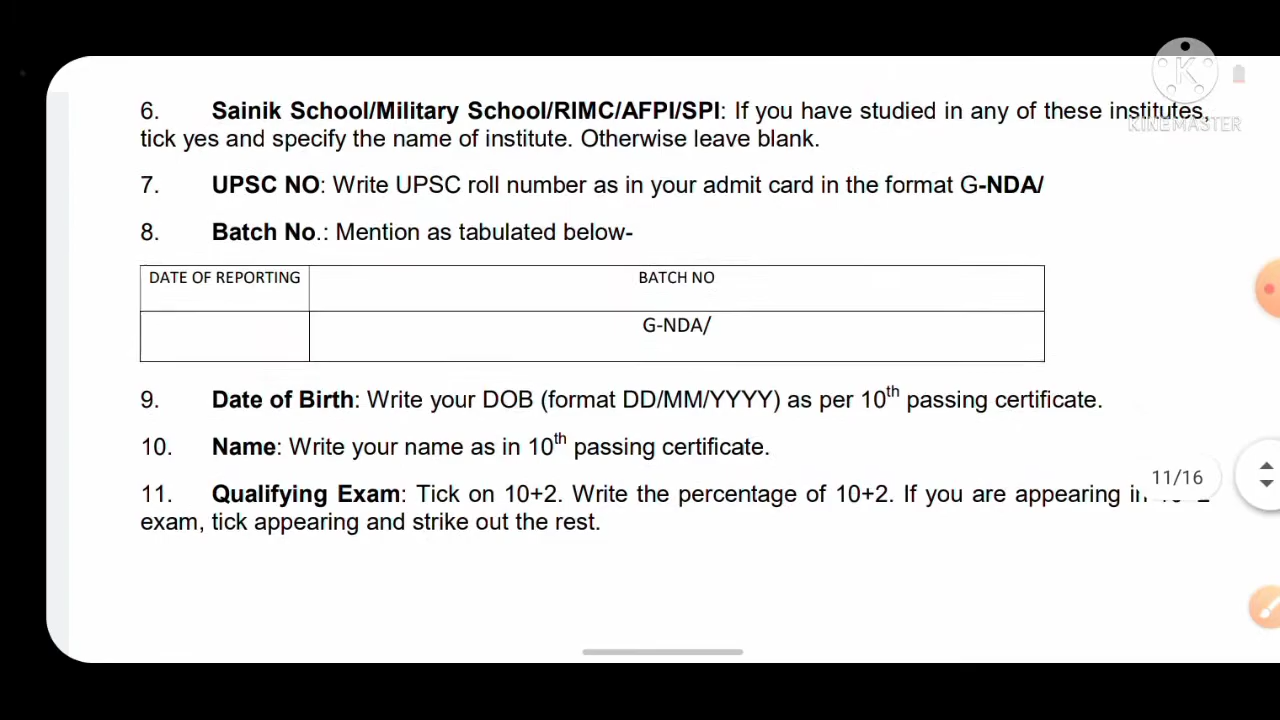 6. Sainik School/Military School/RIMC/AFPI/SPI: If you have studied in any of these institutes,
tick yes and specify the name of institute. Otherwise leave blank.
KINEMASTER
7. UPSC NO: Write UPSC roll number as in your admit card in the format G-NDA/
8. Batch No.: Mention as tabulated below-
DATE OF REPORTING BATCH NO
G-NDA/
9. Date of Birth: Write your DOB (format DD/MM/YYYY) as per 10th passing certificate.
10. Name: Write your name as in 10th passing certificate.
11/16
11. Qualifying Exam: Tick on 10+2. Write the percentage of 10+2. If you are appearing in
exam, tick appearing and strike out the rest.